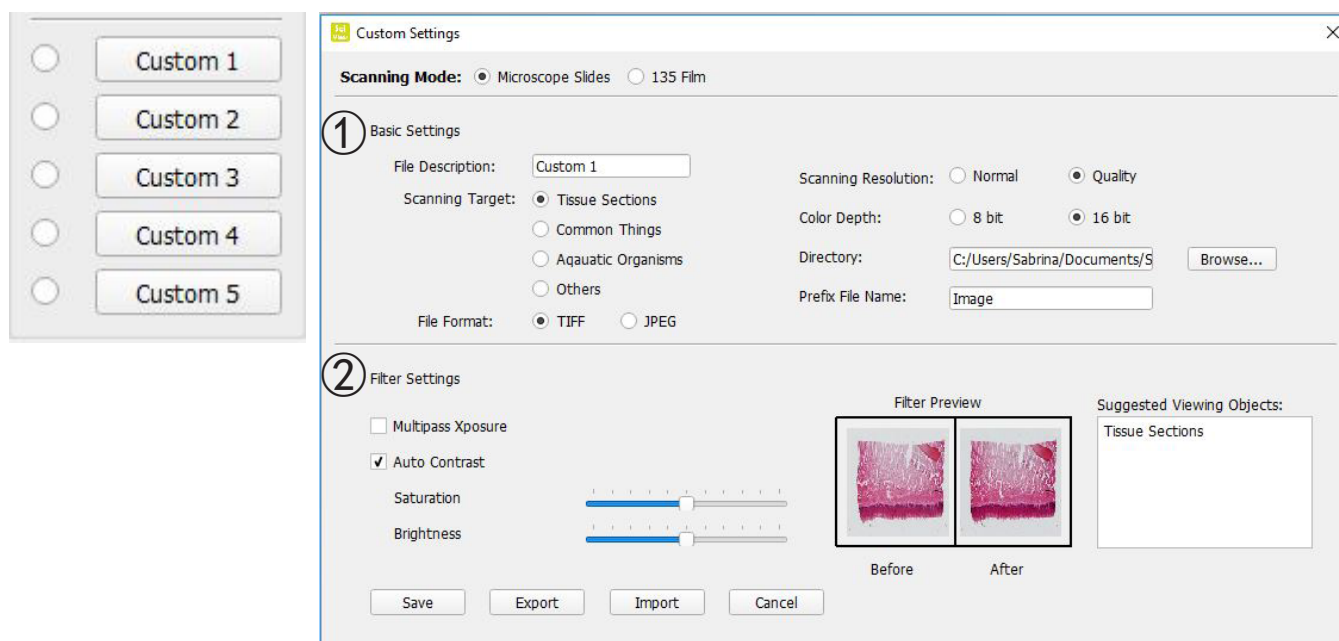 Custom 1
Custom 2
Custom 3
Custom 4
Custom 5
Custom Settings
Scanning Mode: Microscope Slides 135 Film
① Basic Settings
File Description: Custom 1
Scanning Target: Tissue Sections
Common Things
Aqauatic Organisms
Others
File Format: TIFF JPEG
Scanning Resolution: Normal Quality
Color Depth: 8 bit 16 bit
Directory: C:/Users/Sabrina/Documents/S Browse...
Prefix File Name: Image
② Filter Settings
Multipass Xposure
Auto Contrast
Saturation
Brightness
Filter Preview
Before After
Suggested Viewing Objects:
Tissue Sections
Save Export Import Cancel